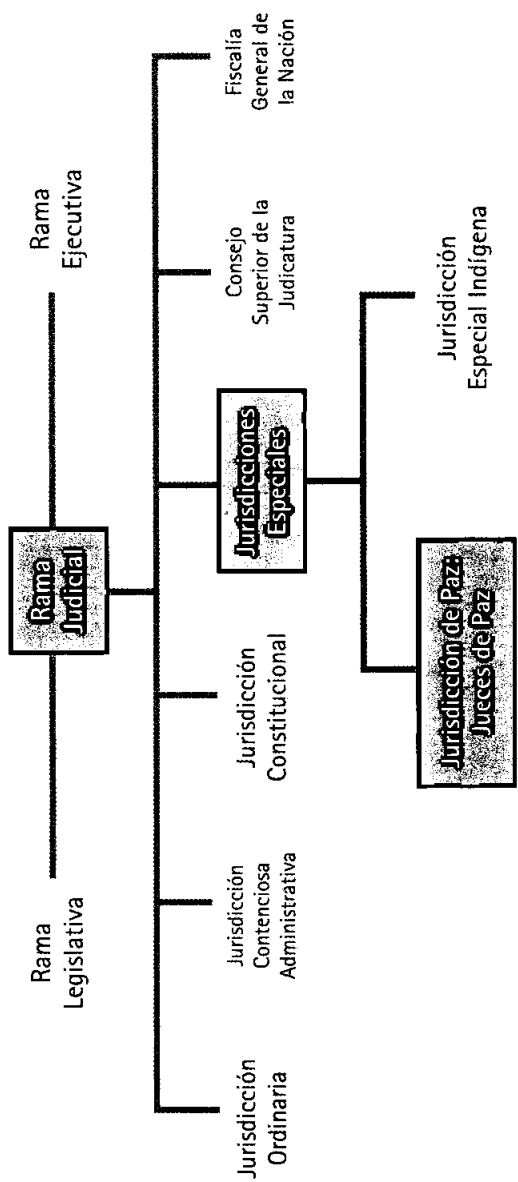 Rama
Legislativa
Rama
Judicial
Rama
Ejecutiva
Jurisdicción
Ordinaria
Jurisdicción
Contenciosa
Administrativa
Jurisdicción
Constitucional
Jurisdicciones
Especiales
Consejo
Superior de la
Judicatura
Fiscalía
General de
la Nación
Jurisdicción de Paz:
Jueces de Paz
Jurisdicción
Especial Indígena